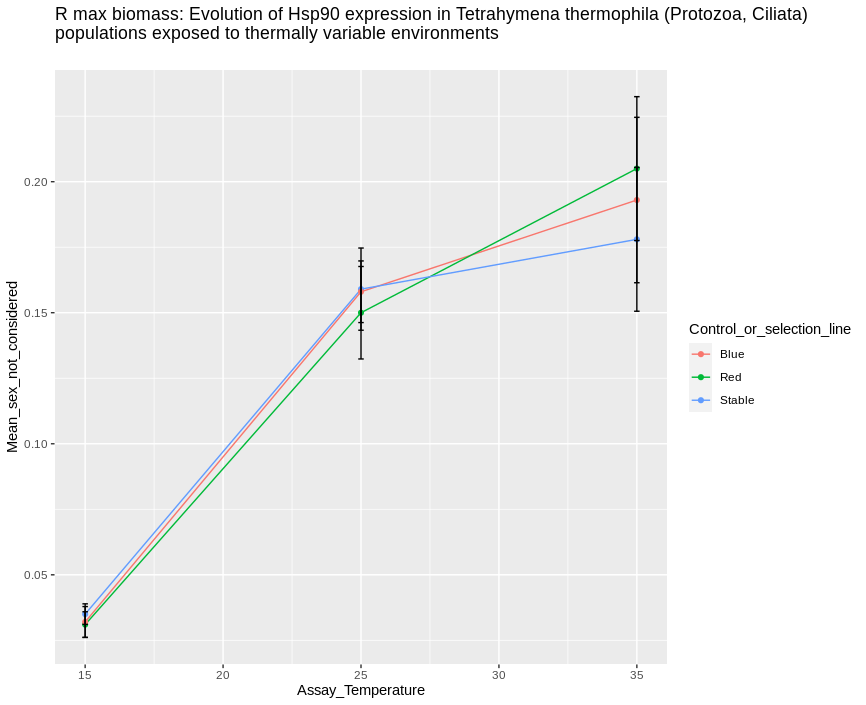 R max biomass: Evolution of Hsp90 expression in Tetrahymena thermophila (Protozoa, Ciliata)
populations exposed to thermally variable environments
0.20
0.15
0.10
0.05
Mean_sex_not_considered
15
20
25
30
35
Assay_Temperature
Control_or_selection_line
Blue
Red
Stable